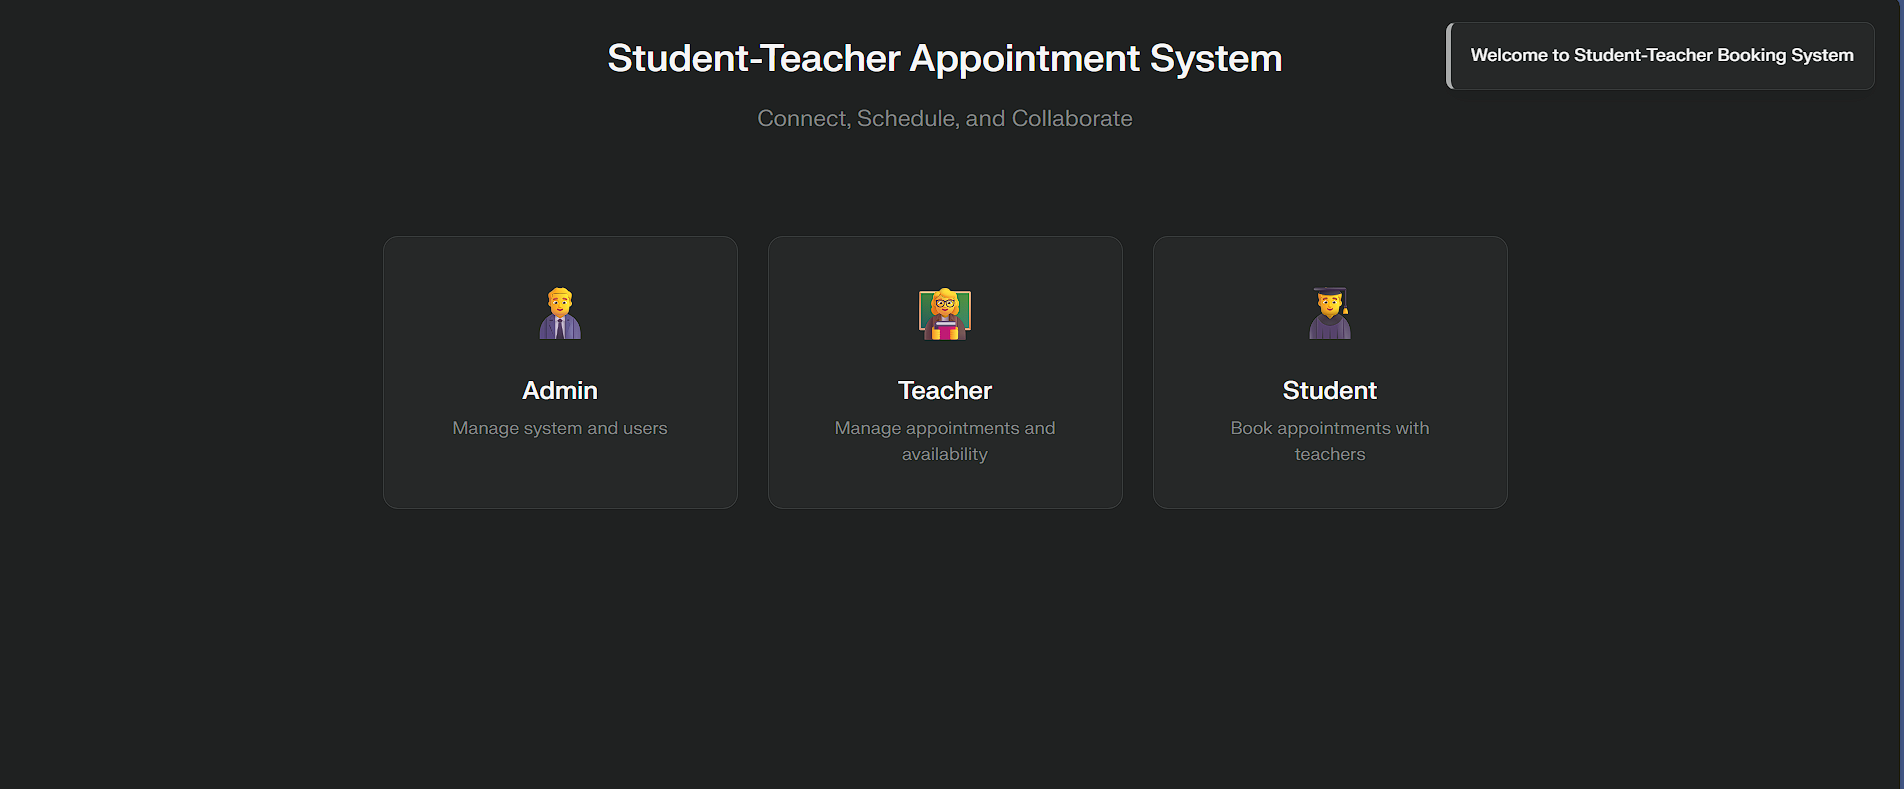 Student-Teacher Appointment System
Welcome to Student-Teacher Booking System
Connect, Schedule, and Collaborate
Admin
Manage system and users
Teacher
Manage appointments and
availability
Student
Book appointments with
teachers